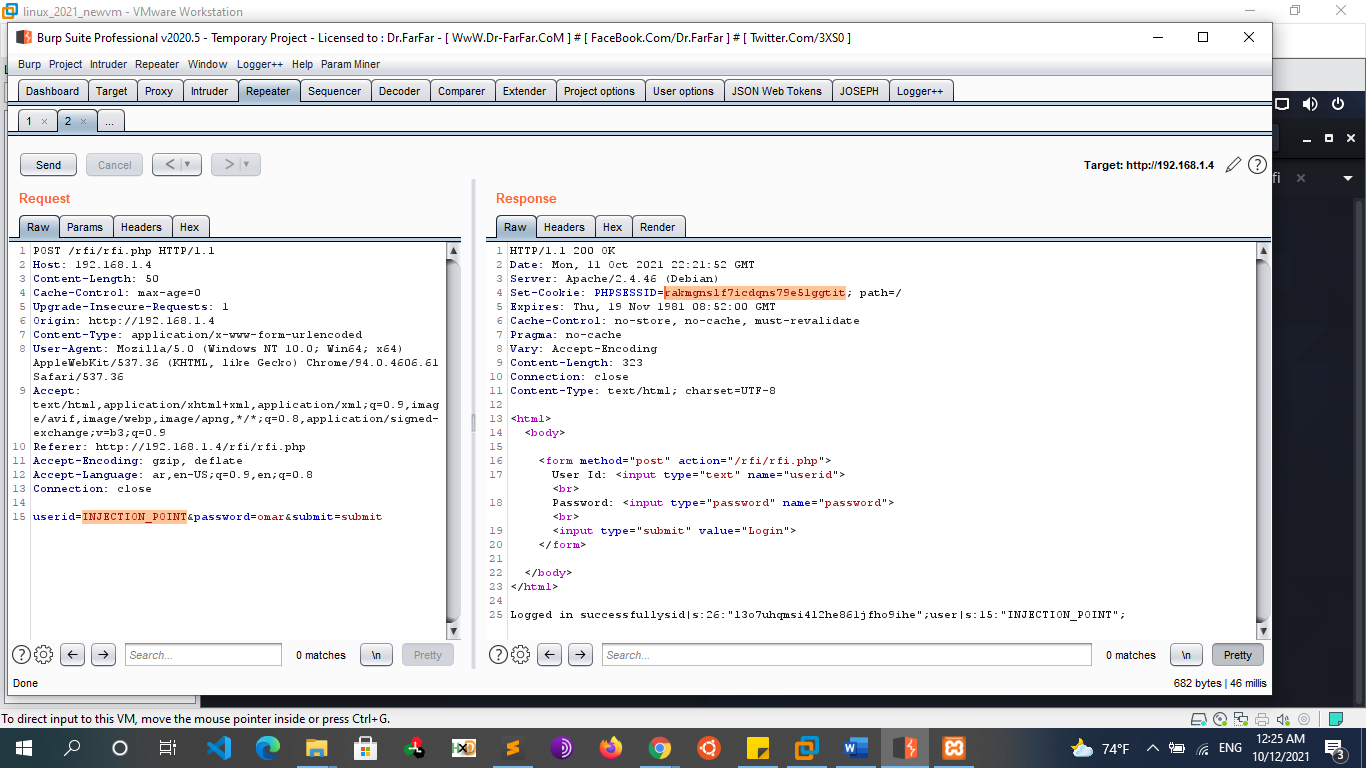 linux_2021_newvm - VMware Workstation
Burp Suite Professional v2020.5 - Temporary Project - Licensed to : Dr.FarFar - [ WwW.Dr-FarFar.CoM ] # [ FaceBook.Com/Dr.FarFar ] # [ Twitter.Com/3XS0 ]
Burp Project Intruder Repeater Window Logger++ Help Param Miner
Dashboard Target Proxy Intruder Repeater Sequencer Decoder Comparer Extender Project options User options JSON Web Tokens JOSEPH Logger++
1 × 2 × ...
fi ×
Send Cancel < > Target: http://192.168.1.4
Request
Raw Params Headers Hex
1 POST /rfi/rfi.php HTTP/1.1
2 Host: 192.168.1.4
3 Content-Length: 50
4 Cache-Control: max-age=0
5 Upgrade-Insecure-Requests: 1
6 Origin: http://192.168.1.4
7 Content-Type: application/x-www-form-urlencoded
8 User-Agent: Mozilla/5.0 (Windows NT 10.0; Win64; x64)
AppleWebKit/537.36 (KHTML, like Gecko) Chrome/94.0.4606.61
Safari/537.36
9 Accept:
text/html,application/xhtml+xml,application/xml;q=0.9,imag
e/avif,image/webp,image/apng,*/*;q=0.8,application/signed-
exchange;v=b3;q=0.9
10 Referer: http://192.168.1.4/rfi/rfi.php
11 Accept-Encoding: gzip, deflate
12 Accept-Language: ar,en-US;q=0.9,en;q=0.8
13 Connection: close
14
15 userid=INJECTION_POINT&password=omar&submit=submit
Search... 0 matches \n Pretty
Response
Raw Headers Hex Render
1 HTTP/1.1 200 OK
2 Date: Mon, 11 Oct 2021 22:21:52 GMT
3 Server: Apache/2.4.46 (Debian)
4 Set-Cookie: PHPSESSID=rakmgnslf7icdqns79e5lggtit; path=/
5 Expires: Thu, 19 Nov 1981 08:52:00 GMT
6 Cache-Control: no-store, no-cache, must-revalidate
7 Pragma: no-cache
8 Vary: Accept-Encoding
9 Content-Length: 323
10 Connection: close
11 Content-Type: text/html; charset=UTF-8
12
13 <html>
14 <body>
15
16 <form method="post" action="/rfi/rfi.php">
17 User Id: <input type="text" name="userid">
<br>
18 Password: <input type="password" name="password">
<br>
19 <input type="submit" value="Login">
20 </form>
21
22 </body>
23 </html>
24
25 Logged in successfullysid|s:26:"l3o7uhqmsi4l2he861jfho9ihe";user|s:15:"INJECTION_POINT";
Search... 0 matches \n Pretty
Done
682 bytes | 46 millis
To direct input to this VM, move the mouse pointer inside or press Ctrl+G.
74°F ENG 12:25 AM
10/12/2021
3